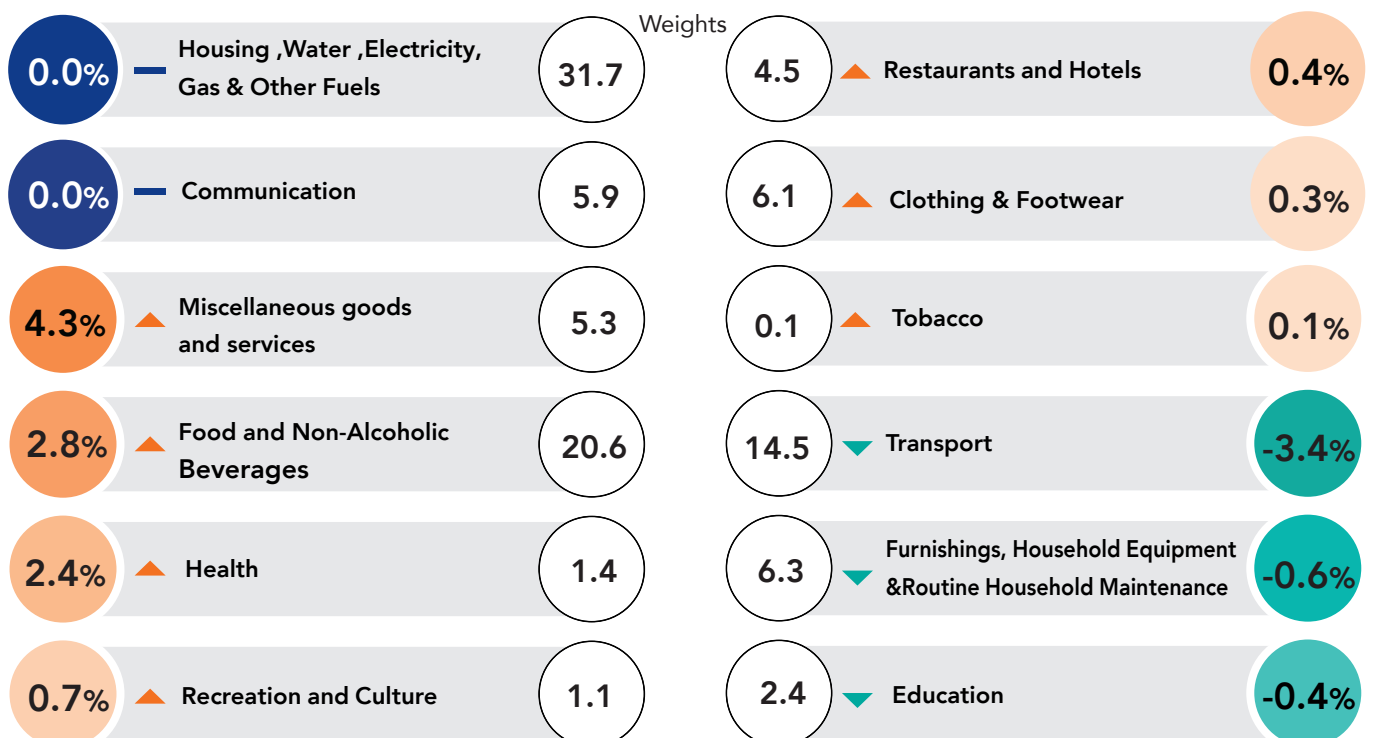 Weights
0.0%
Housing ,Water ,Electricity,
Gas & Other Fuels
31.7
0.0%
Communication
5.9
4.3%
Miscellaneous goods
and services
5.3
2.8%
Food and Non-Alcoholic
Beverages
20.6
2.4%
Health
1.4
0.7%
Recreation and Culture
1.1
4.5
Restaurants and Hotels
0.4%
6.1
Clothing & Footwear
0.3%
0.1
Tobacco
0.1%
14.5
Transport
-3.4%
6.3
Furnishings, Household Equipment
&Routine Household Maintenance
-0.6%
2.4
Education
-0.4%